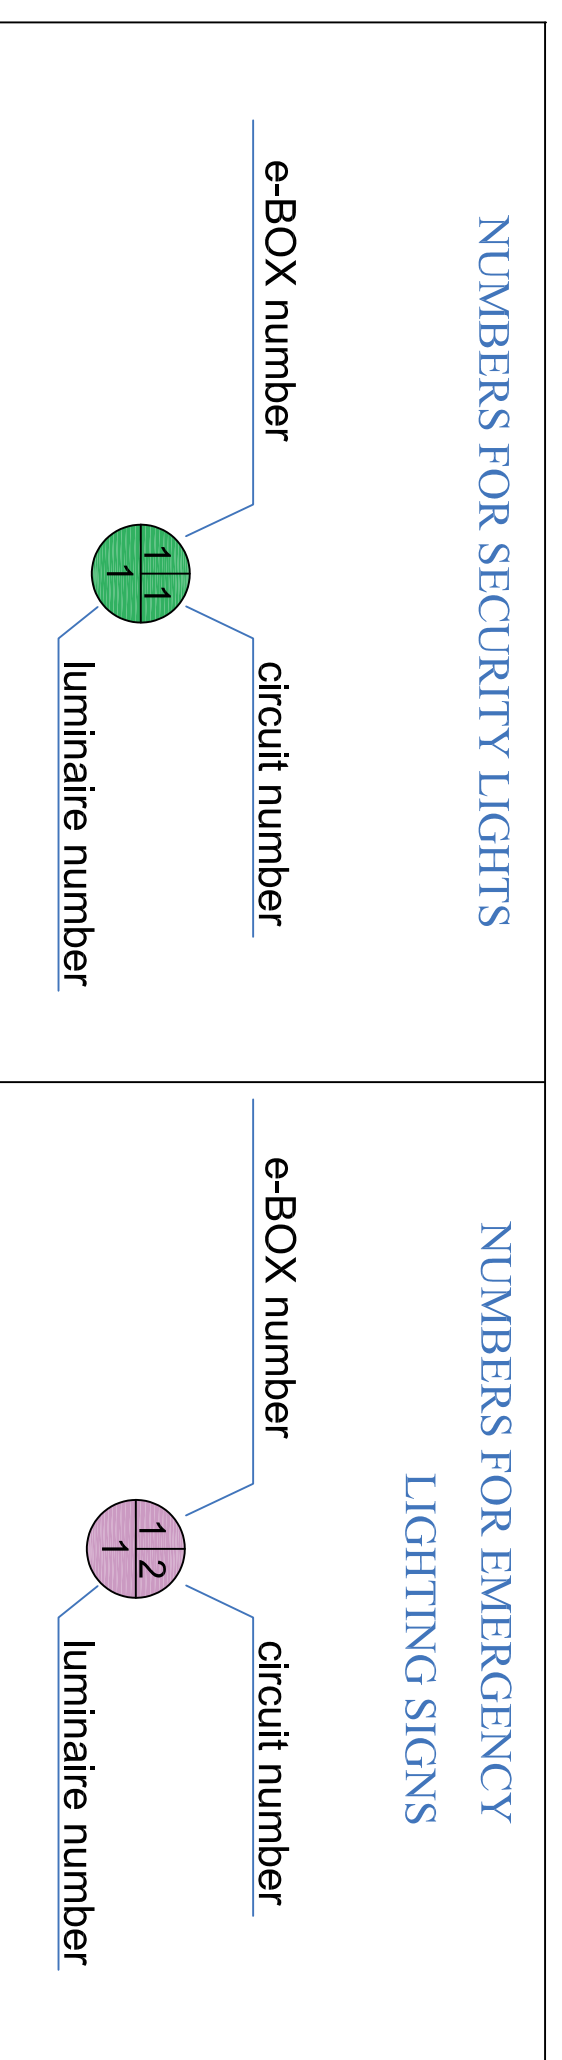 NUMBERS FOR SECURITY LIGHTS
e-BOX number
circuit number
1 1
1
luminaire number
NUMBERS FOR EMERGENCY
LIGHTING SIGNS
e-BOX number
circuit number
1 2
1
luminaire number